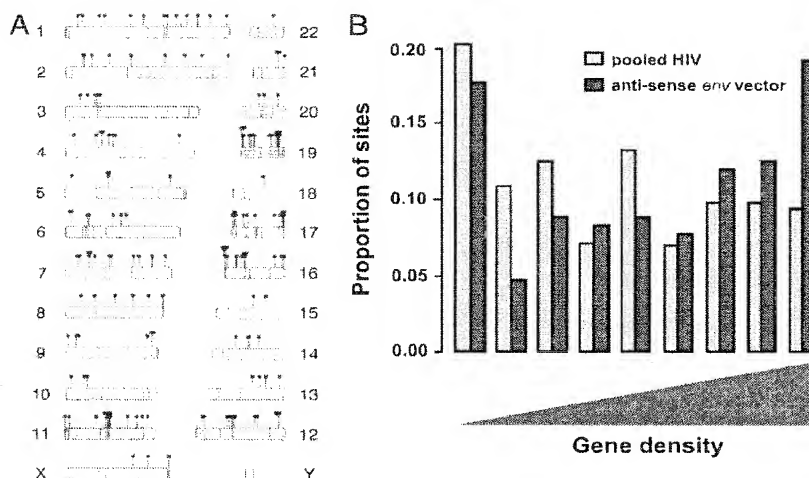 A
1 22
2 21
3 20
4 19
5 18
6 17
7 16
8 15
9 14
10 13
11 12
X Y
B
0.20
0.15
0.10
0.05
0.00
Proportion of sites
pooled HIV
anti-sense env vector
Gene density